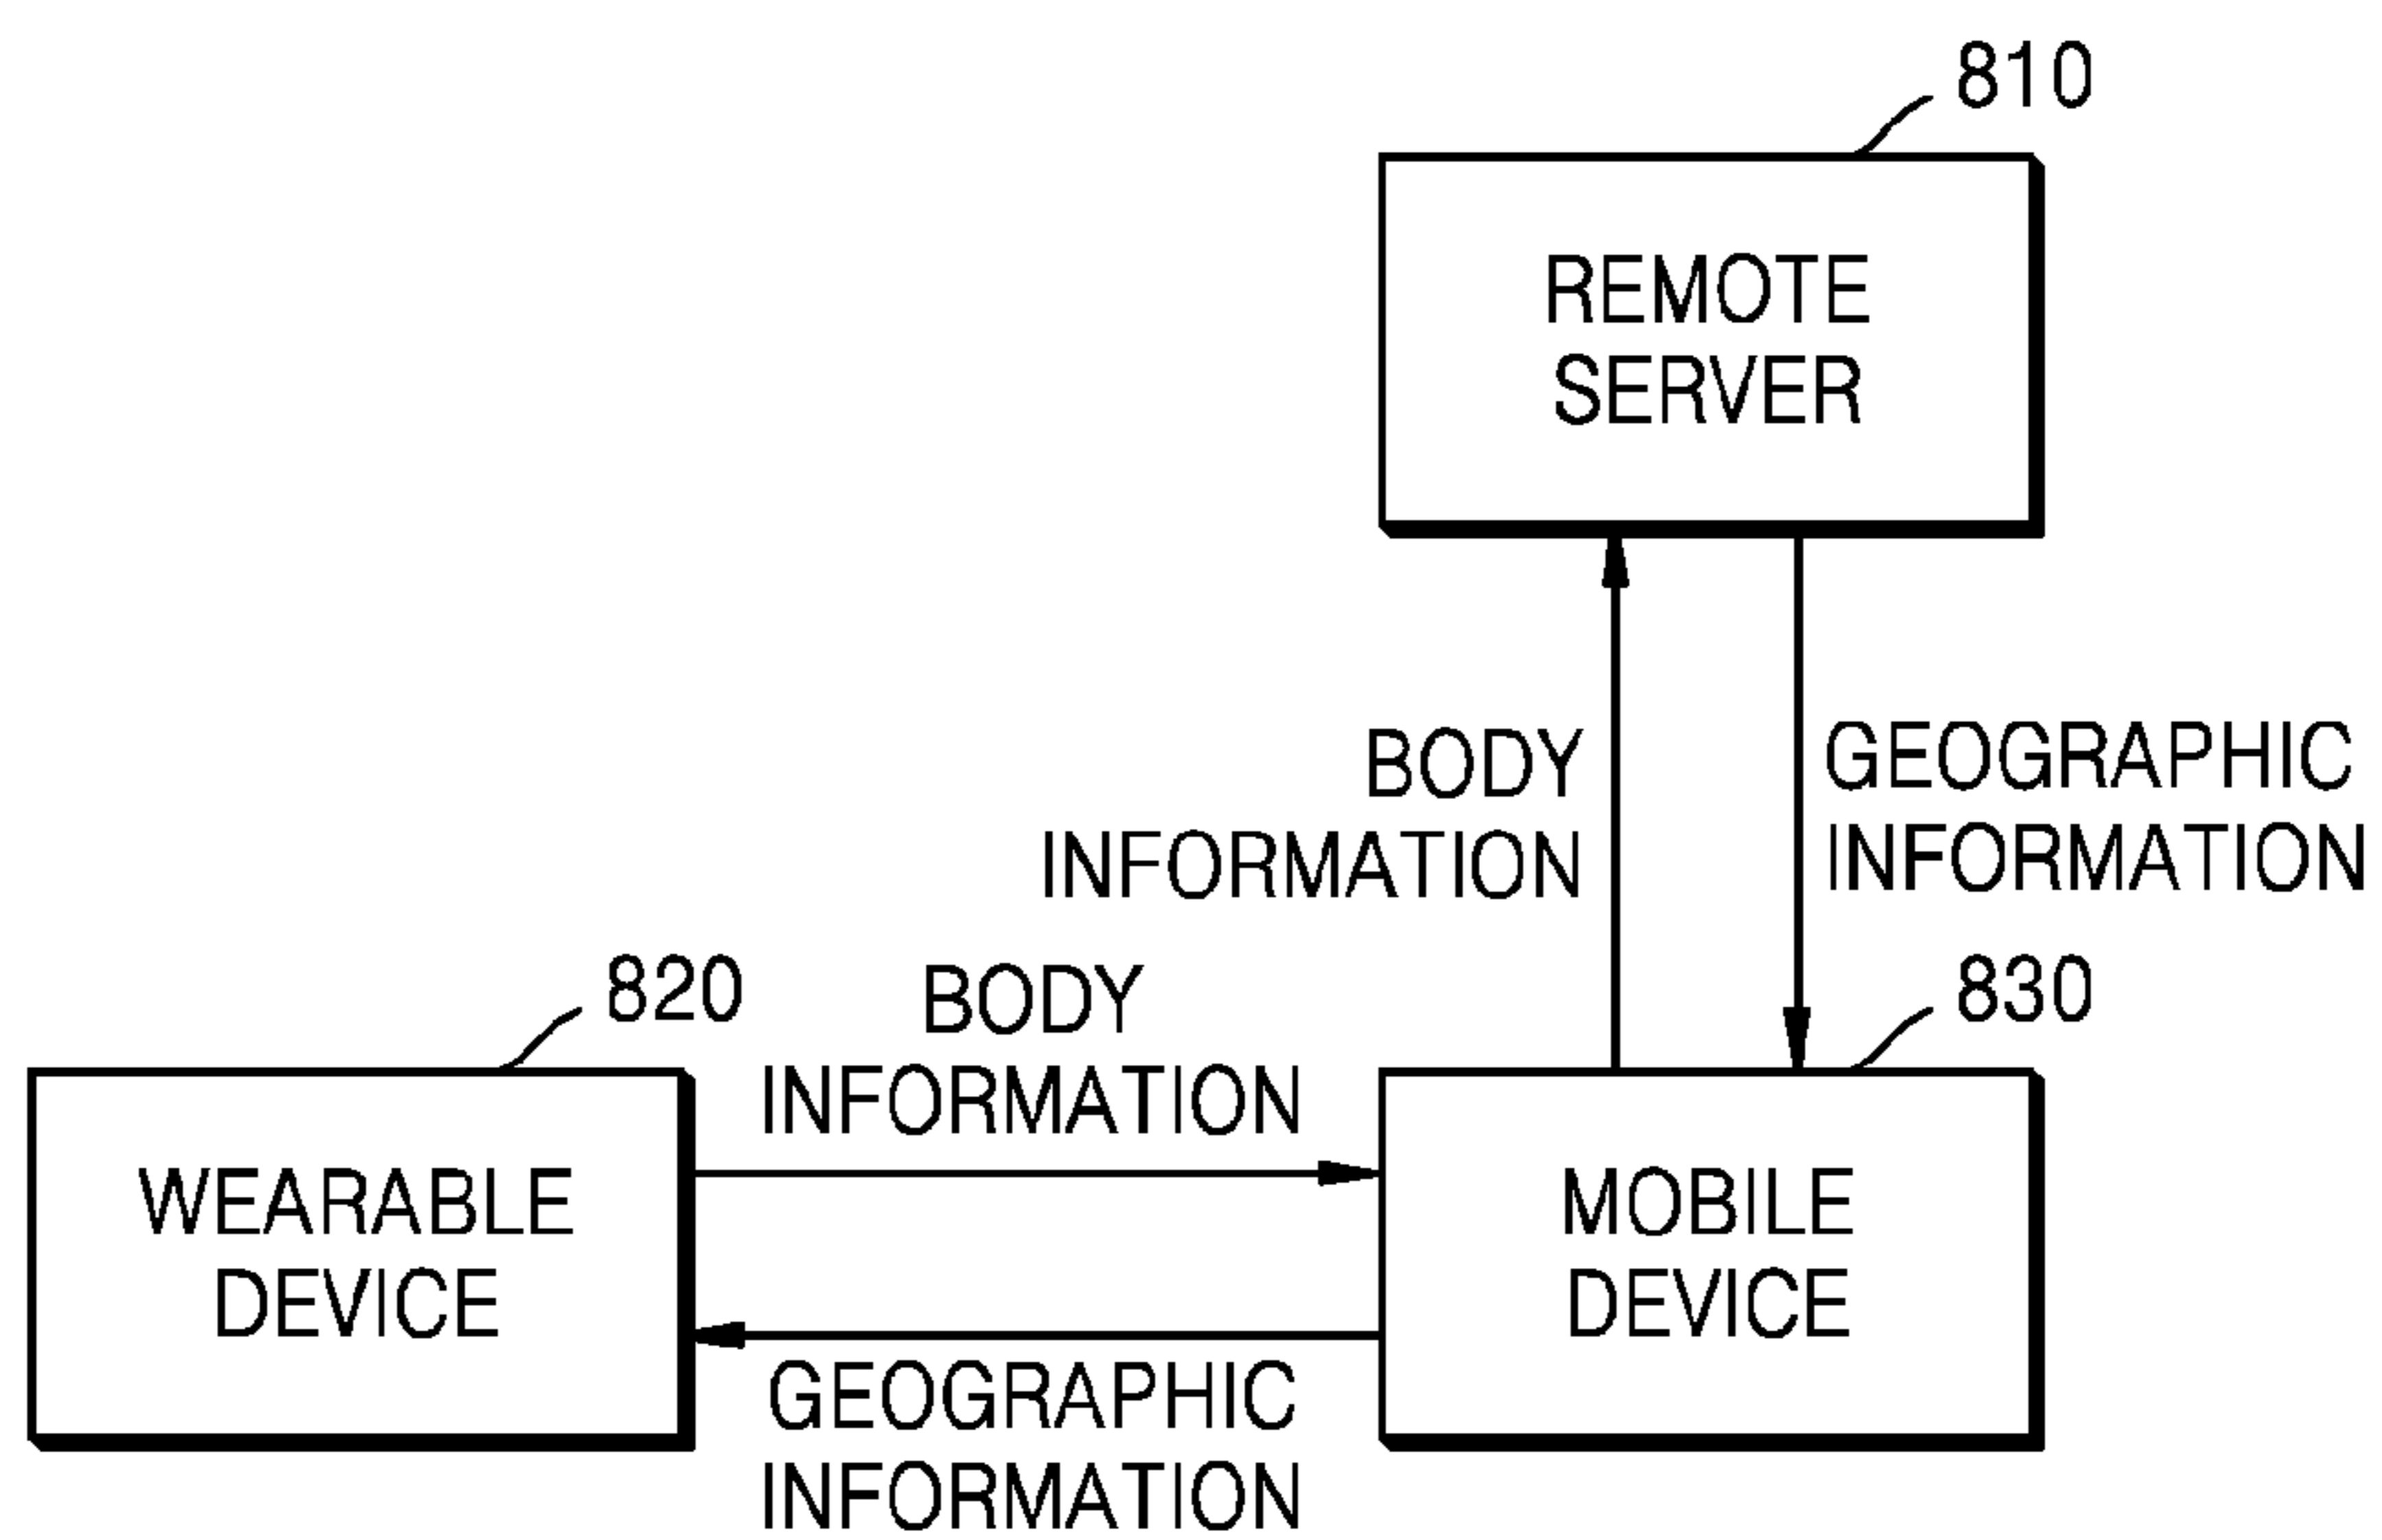 810
REMOTE
SERVER
BODY
INFORMATION
GEOGRAPHIC
INFORMATION
820
BODY
INFORMATION
830
WEARABLE
DEVICE
MOBILE
DEVICE
GEOGRAPHIC
INFORMATION